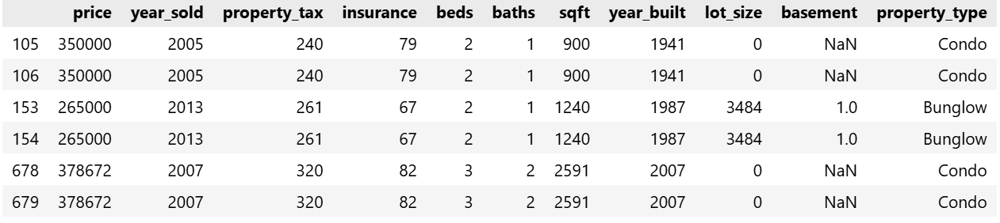 price year_sold property_tax insurance beds baths sqft year_built lot_size basement property_type
105 350000 2005 240 79 2 1 900 1941 0 NaN Condo
106 350000 2005 240 79 2 1 900 1941 0 NaN Condo
153 265000 2013 261 67 2 1 1240 1987 3484 1.0 Bunglow
154 265000 2013 261 67 2 1 1240 1987 3484 1.0 Bunglow
678 378672 2007 320 82 3 2 2591 2007 0 NaN Condo
679 378672 2007 320 82 3 2 2591 2007 0 NaN Condo